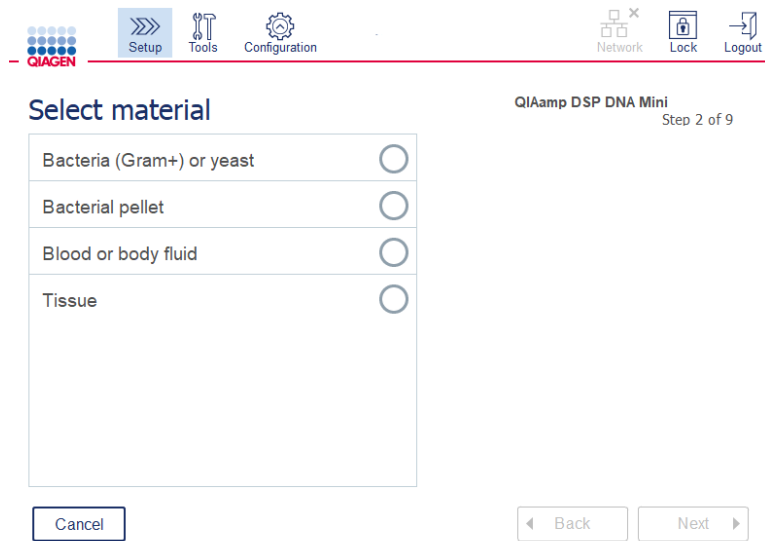 Setup
Tools
Configuration
Network
Lock
Logout
QIAGEN
Select material
QIAamp DSP DNA Mini
Step 2 of 9
Bacteria (Gram+) or yeast
Bacterial pellet
Blood or body fluid
Tissue
Cancel
Back
Next